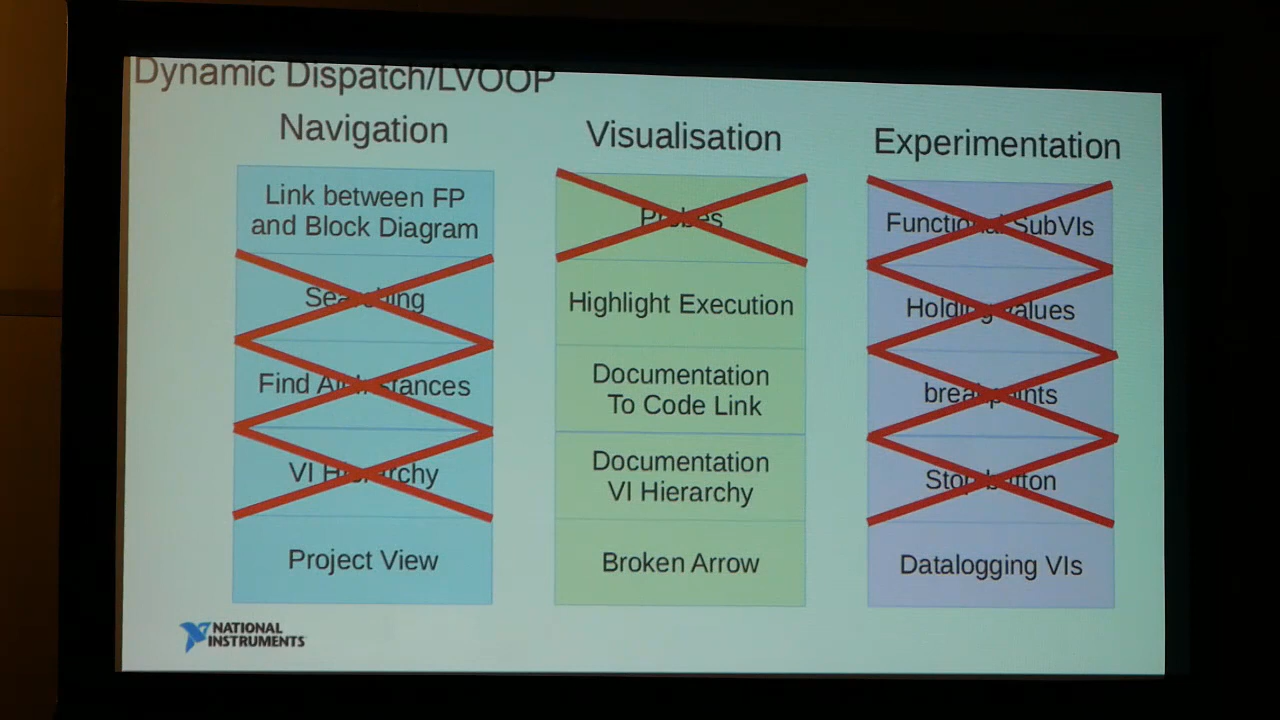 Dynamic Dispatch/LVOOP
Navigation
Link between FP
and Block Diagram
Searching
Find All Instances
VI Hierarchy
Project View
Visualisation
Probes
Highlight Execution
Documentation
To Code Link
Documentation
VI Hierarchy
Broken Arrow
Experimentation
Functional SubVIs
Holding values
breakpoints
Stop button
Datalogging VIs
NATIONAL
INSTRUMENTS